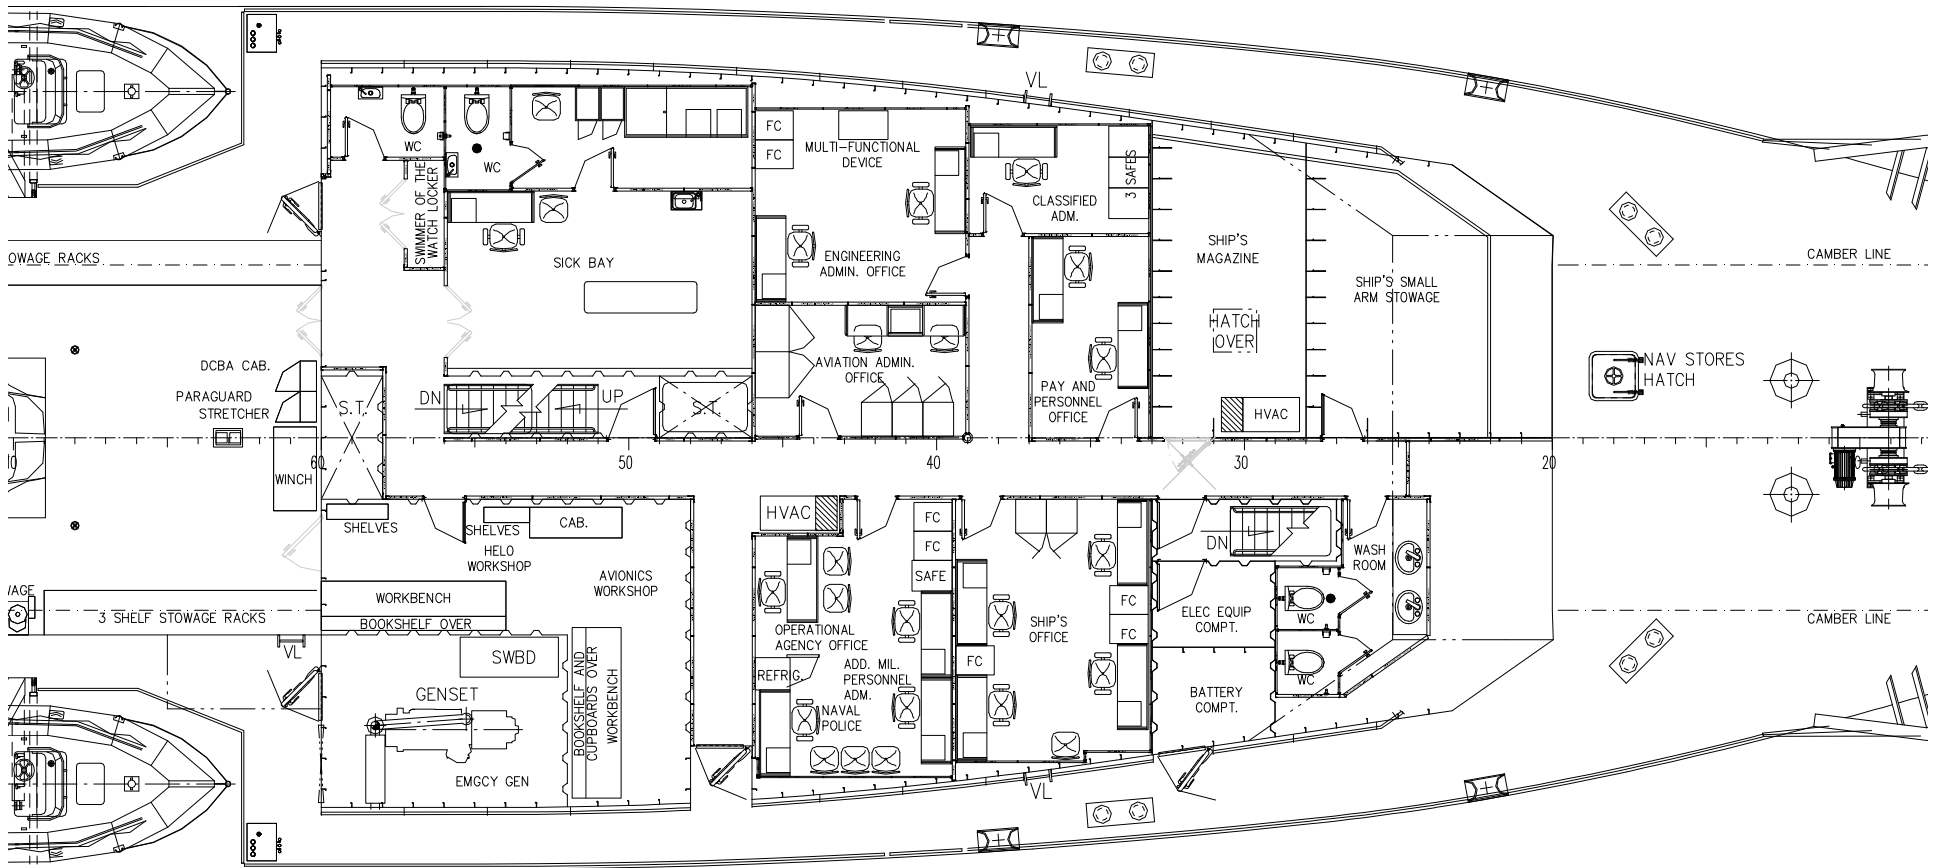 VL
FC
FC
MULTI-FUNCTIONAL
DEVICE
WC
WC
SWIMMER OF THE
WATCH LOCKER
3 SAFES
CLASSIFIED
ADM.
SICK BAY
ENGINEERING
ADMIN. OFFICE
SHIP'S
MAGAZINE
SHIP'S SMALL
ARM STOWAGE
OWAGE RACKS
CAMBER LINE
HATCH
OVER
DCBA CAB.
PARAGUARD
STRETCHER
S.T.
DN
UP
S.T.
AVIATION ADMIN.
OFFICE
PAY AND
PERSONNEL
OFFICE
HVAC
NAV STORES
HATCH
WINCH
60
50
40
30
20
SHELVES
SHELVES
CAB.
HELO
WORKSHOP
AVIONICS
WORKSHOP
HVAC
FC
FC
SAFE
DN
WASH
ROOM
WORKBENCH
BOOKSHELF OVER
3 SHELF STOWAGE RACKS
VL
SWBD
GENSET
EMGCY GEN
BOOKSHELF AND
CUPBOARDS OVER
WORKBENCH
OPERATIONAL
AGENCY OFFICE
REFRIG.
ADD. MIL.
PERSONNEL
ADM.
NAVAL
POLICE
SHIP'S
OFFICE
FC
FC
FC
ELEC EQUIP
COMPT.
BATTERY
COMPT.
WC
WC
CAMBER LINE
VL